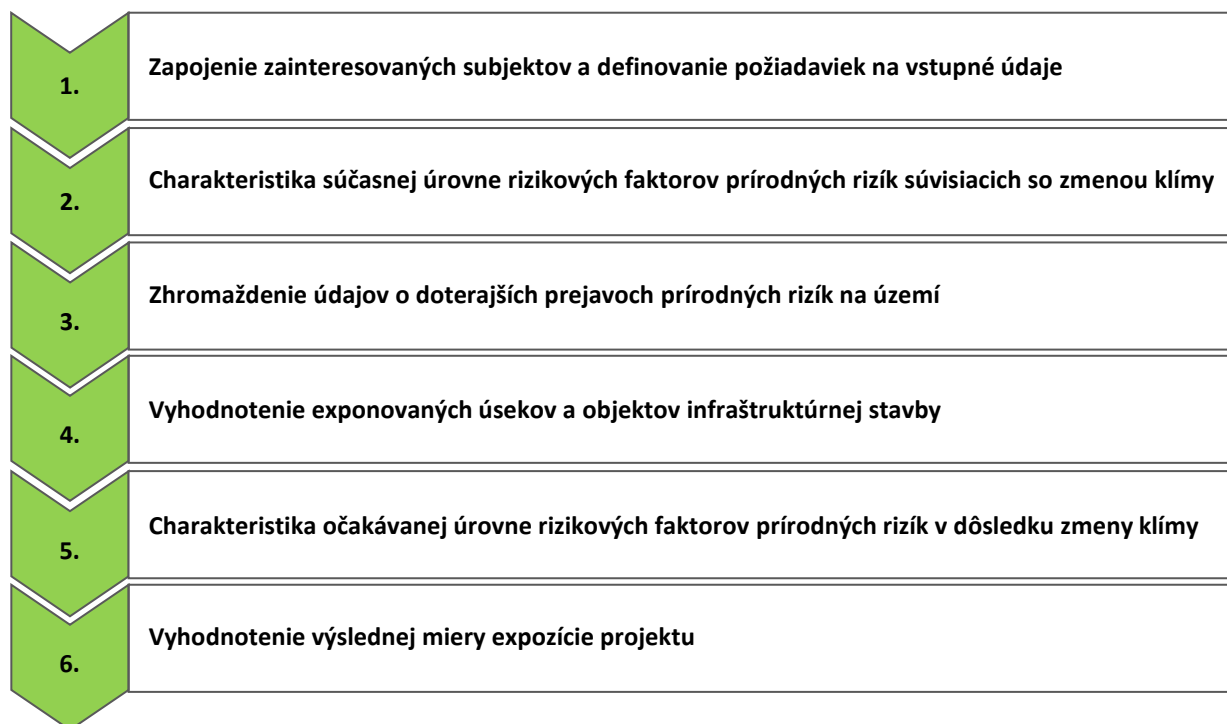 1.
Zapojenie zainteresovaných subjektov a definovanie požiadaviek na vstupné údaje
2.
Charakteristika súčasnej úrovne rizikových faktorov prírodných rizík súvisiacich so zmenou klímy
3.
Zhromaždenie údajov o doterajších prejavoch prírodných rizík na území
4.
Vyhodnotenie exponovaných úsekov a objektov infraštruktúrnej stavby
5.
Charakteristika očakávanej úrovne rizikových faktorov prírodných rizík v dôsledku zmeny klímy
6.
Vyhodnotenie výslednej miery expozície projektu